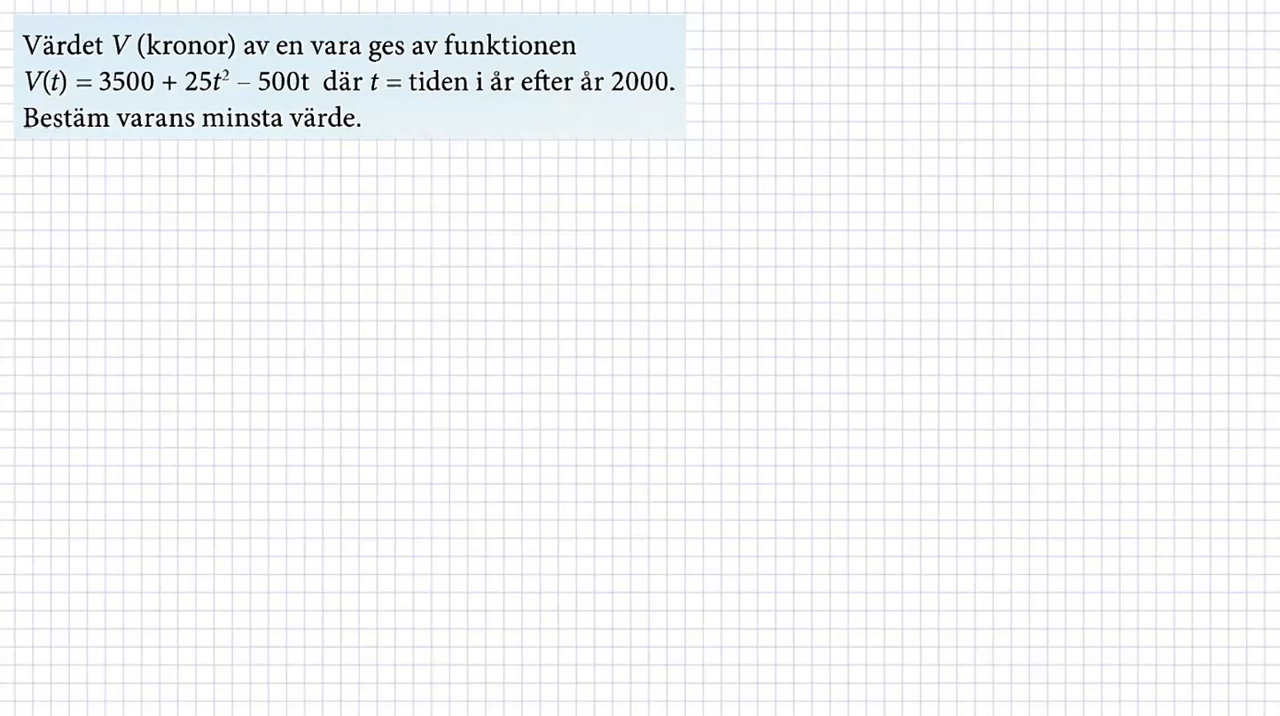 Värdet V (kronor) av en vara ges av funktionen
V(t) = 3500 + 25t² – 500t där t = tiden i år efter år 2000.
Bestäm varans minsta värde.